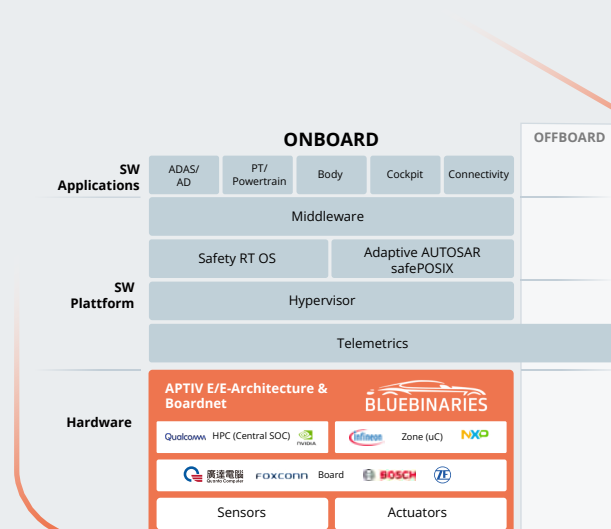 ONBOARD
OFFBOARD
SW
Applications
ADAS/
AD
PT/
Powertrain
Body
Cockpit
Connectivity
Middleware
Safety RT OS
Adaptive AUTOSAR
safePOSIX
SW
Plattform
Hypervisor
Telemetrics
Hardware
APTIV E/E-Architecture &
Boardnet
BLUEBINARIES
Qualcomm HPC (Central SOC) NVIDIA
infineon Zone (uC) NXP
廣達電腦
Quanta Computer
FOXCONN Board BOSCH ZF
Sensors
Actuators